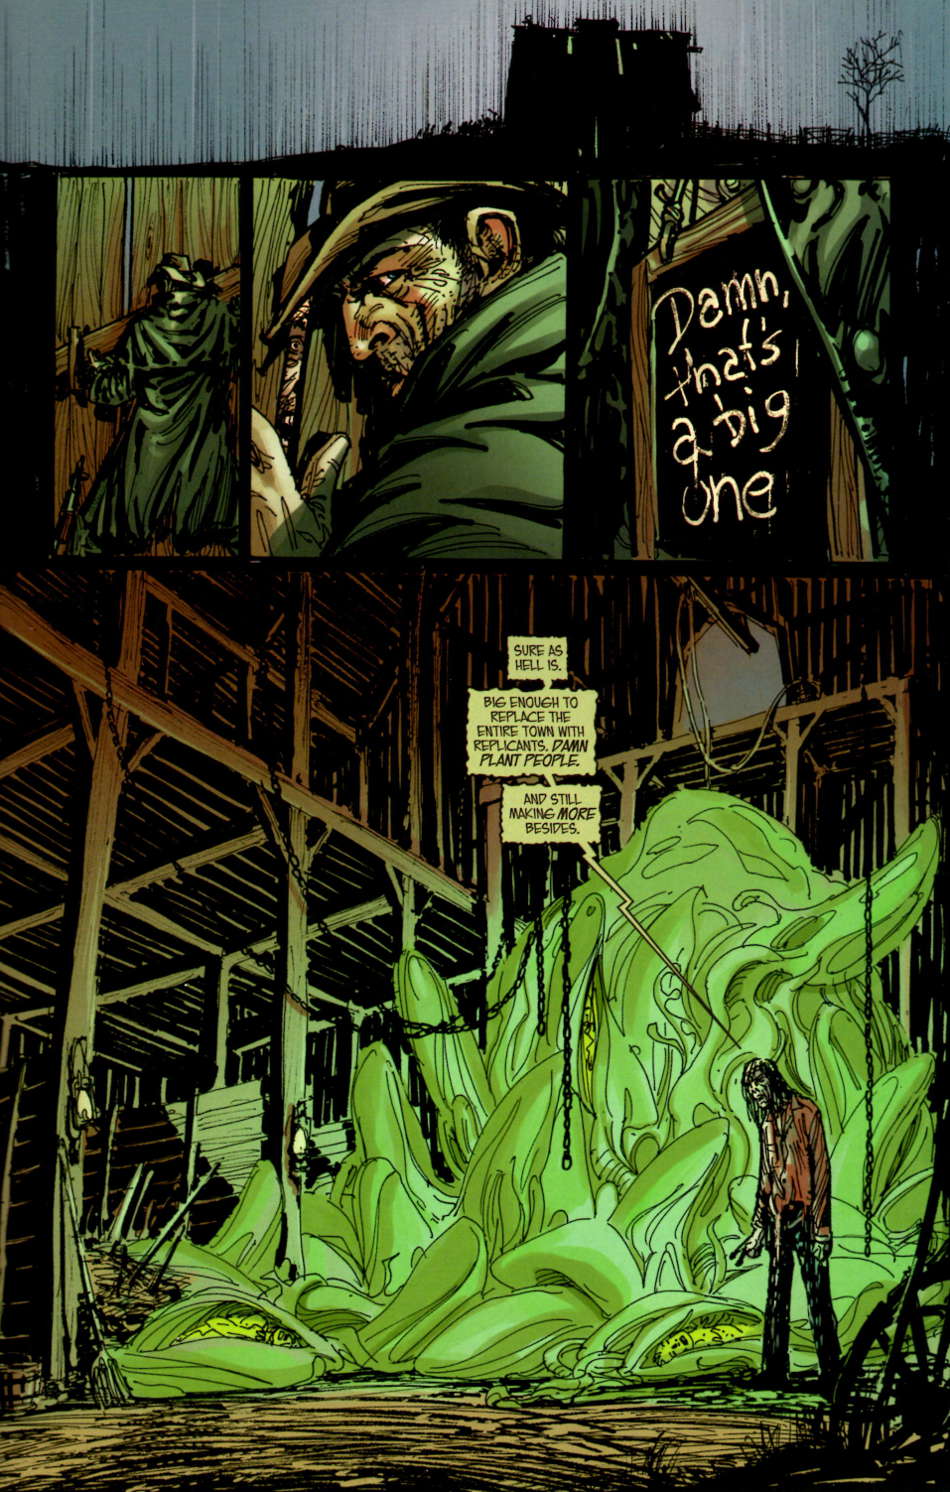 Damn,
that's
a big
one
SURE AS
HELL IS.
BIG ENOUGH TO
REPLACE THE
ENTIRE TOWN WITH
REPLICANTS. DAMN
PLANT PEOPLE.
AND STILL
MAKING MORE
BESIDES.